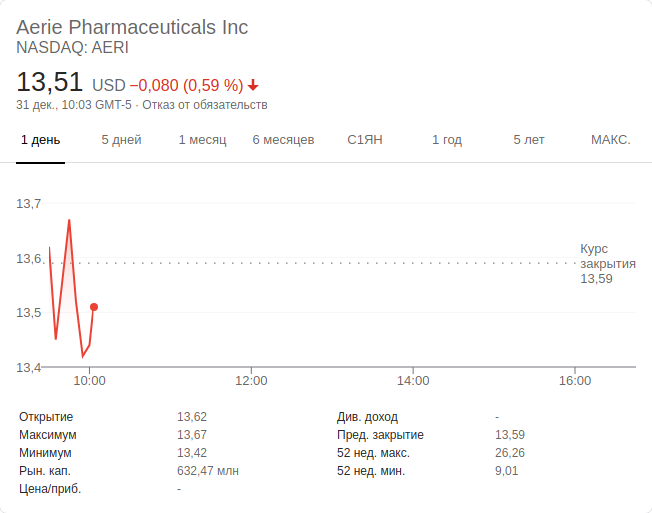 Aerie Pharmaceuticals Inc
NASDAQ: AERI
13,51 USD −0,080 (0,59 %)
31 дек., 10:03 GMT-5 · Отказ от обязательств
1 день 5 дней 1 месяц 6 месяцев С1ЯН 1 год 5 лет МАКС.
13,7
13,6
13,5
13,4
Курс
закрытия
13,59
10:00 12:00 14:00 16:00
Открытие 13,62 Див. доход -
Максимум 13,67 Пред. закрытие 13,59
Минимум 13,42 52 нед. макс. 26,26
Рын. кап. 632,47 млн 52 нед. мин. 9,01
Цена/приб. -